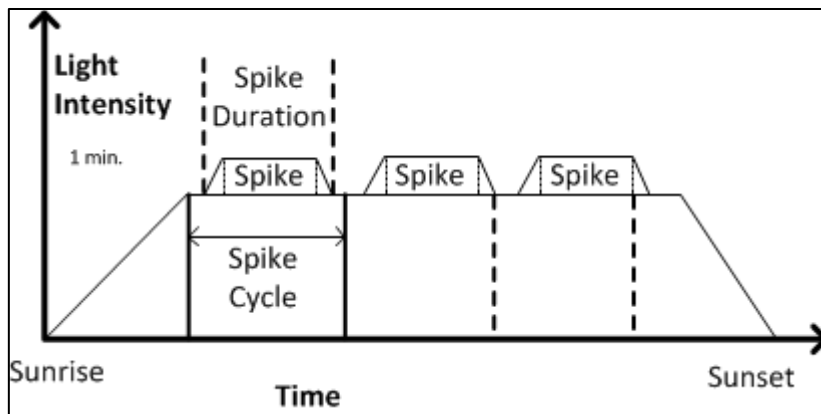 Light
Intensity
1 min.
Spike
Duration
Spike
Spike
Spike
Spike
Cycle
Sunrise
Time
Sunset